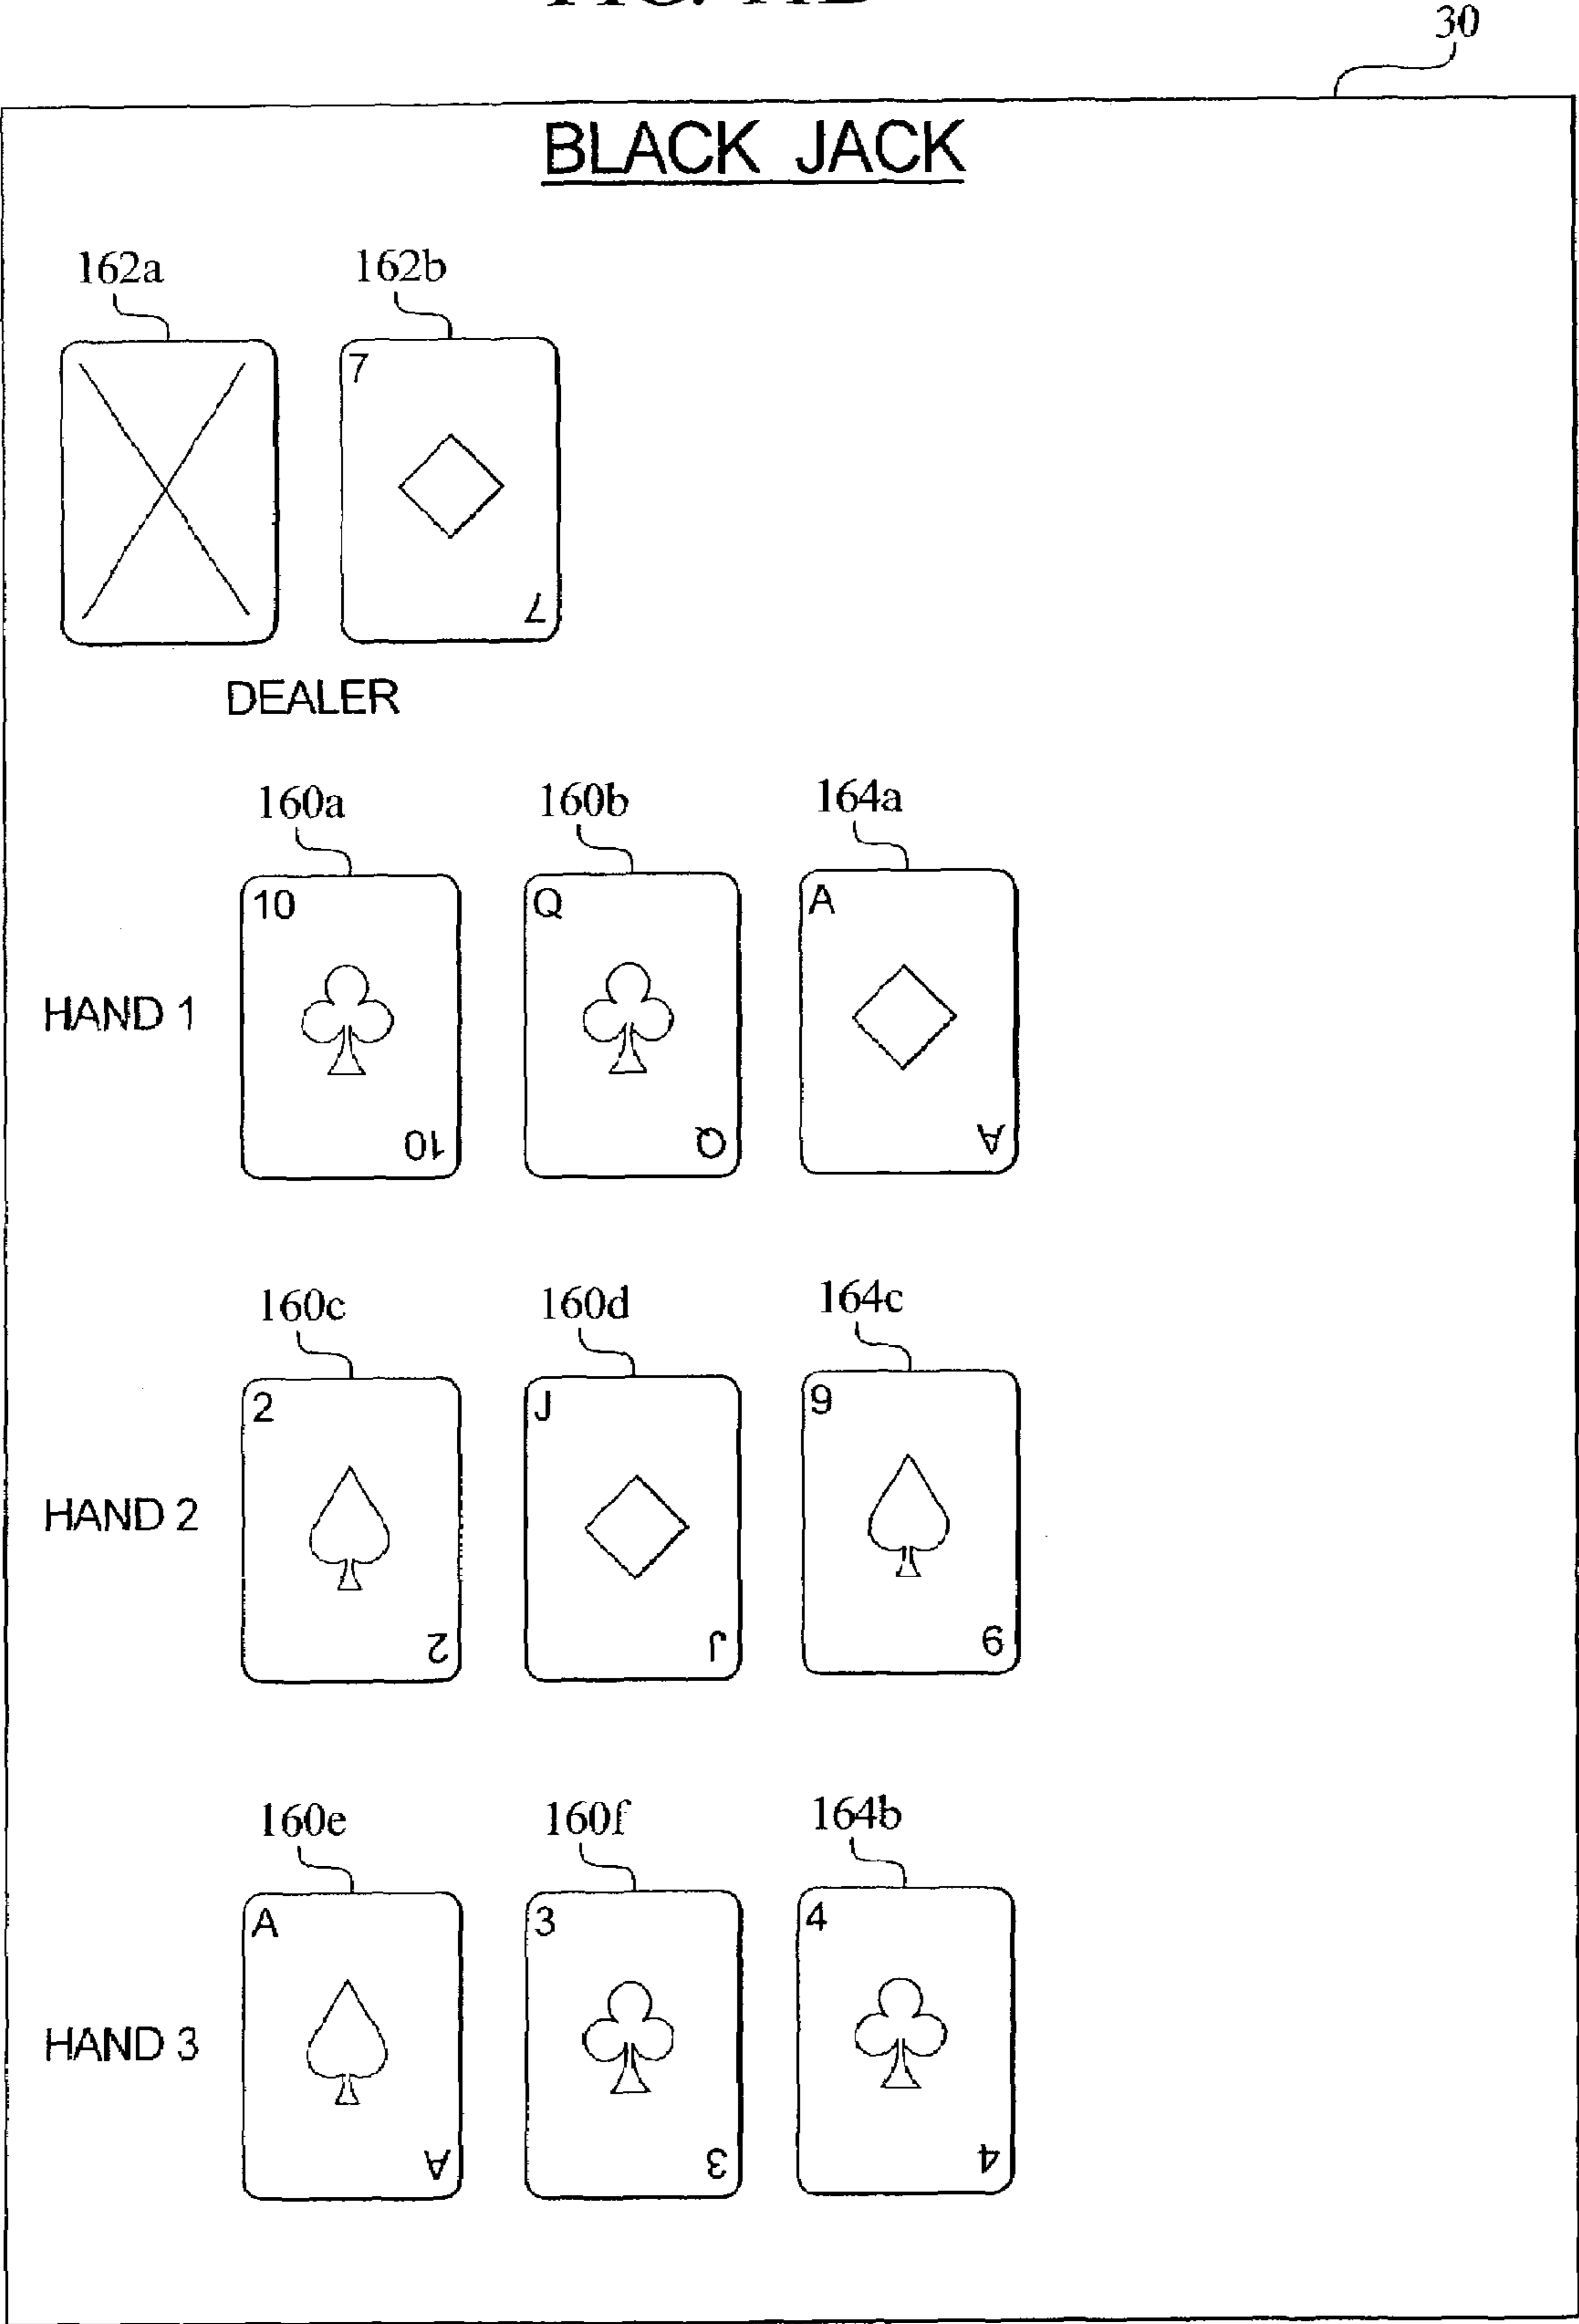 30
BLACK JACK
162a 162b
7
7
DEALER
160a 160b 164a
10 Q A
HAND 1
10 Q A
160c 160d 164c
2 J 9
HAND 2
2 J 9
160e 160f 164b
A 3 4
HAND 3
A 3 4